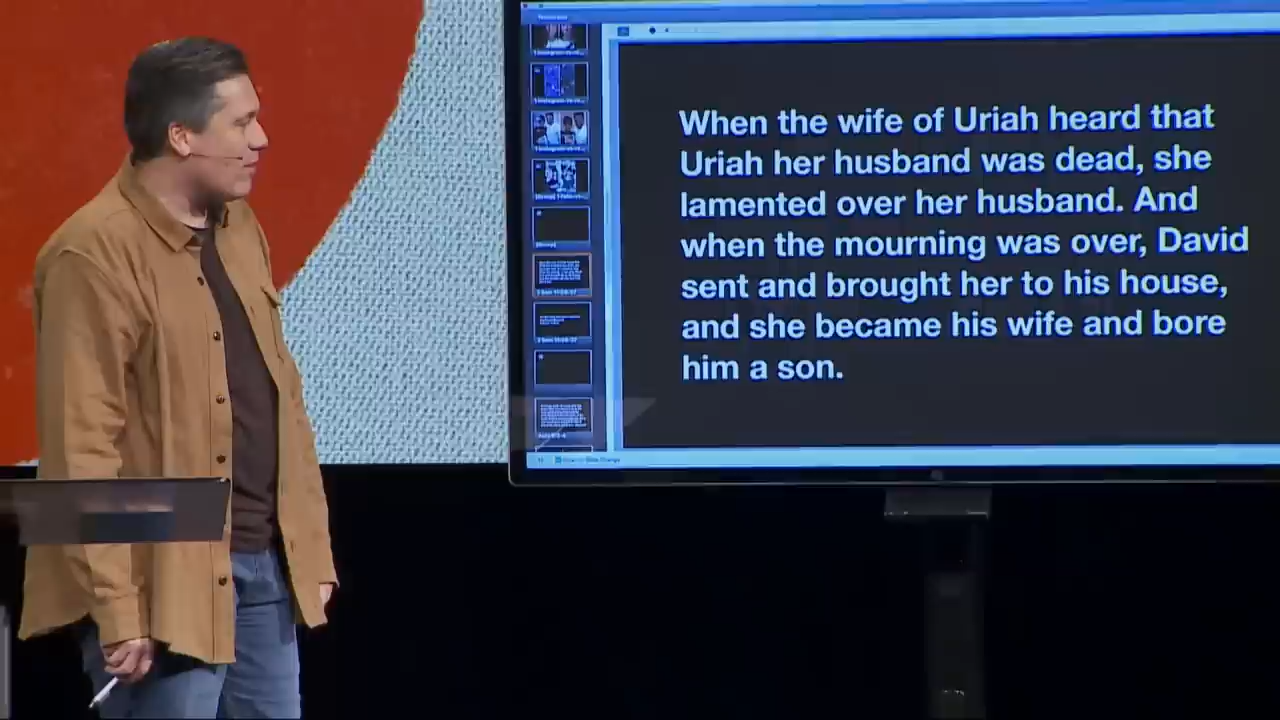 When the wife of Uriah heard that
Uriah her husband was dead, she
lamented over her husband. And
when the mourning was over, David
sent and brought her to his house,
and she became his wife and bore
him a son.